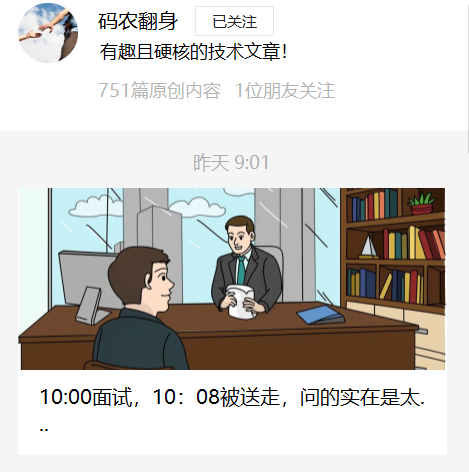 码农翻身 已关注
有趣且硬核的技术文章！
751篇原创内容 1位朋友关注
昨天 9:01
10:00面试，10：08被送走，问的实在是太.
..